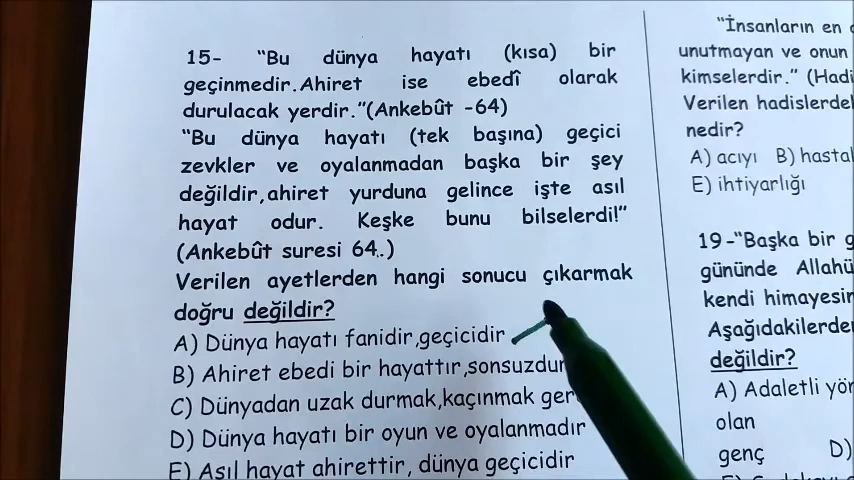 15- “Bu dünya hayatı (kısa) bir
geçinmedir.Ahiret ise ebedî olarak
durulacak yerdir.”(Ankebût -64)
“Bu dünya hayatı (tek başına) geçici
zevkler ve oyalanmadan başka bir şey
değildir,ahiret yurduna gelince işte asıl
hayat odur. Keşke bunu bilselerdi!”
(Ankebût suresi 64.)
Verilen ayetlerden hangi sonucu çıkarmak
doğru değildir?
A) Dünya hayatı fanidir,geçicidir
B) Ahiret ebedi bir hayattır,sonsuzdur
C) Dünyadan uzak durmak,kaçınmak
D) Dünya hayatı bir oyun ve oyalanmadır
E) Asıl hayat ahirettir, dünya geçicidir
“İnsanların en
unutmayan ve onun
kimselerdir.” (Hadi
Verilen hadislerde
nedir?
A) acıyı B) hastal
E) ihtiyarlığı
19-“Başka bir g
gününde Allahü
kendi himayesin
Aşağıdakilerde
değildir?
A) Adaletli yön
olan
genç D)